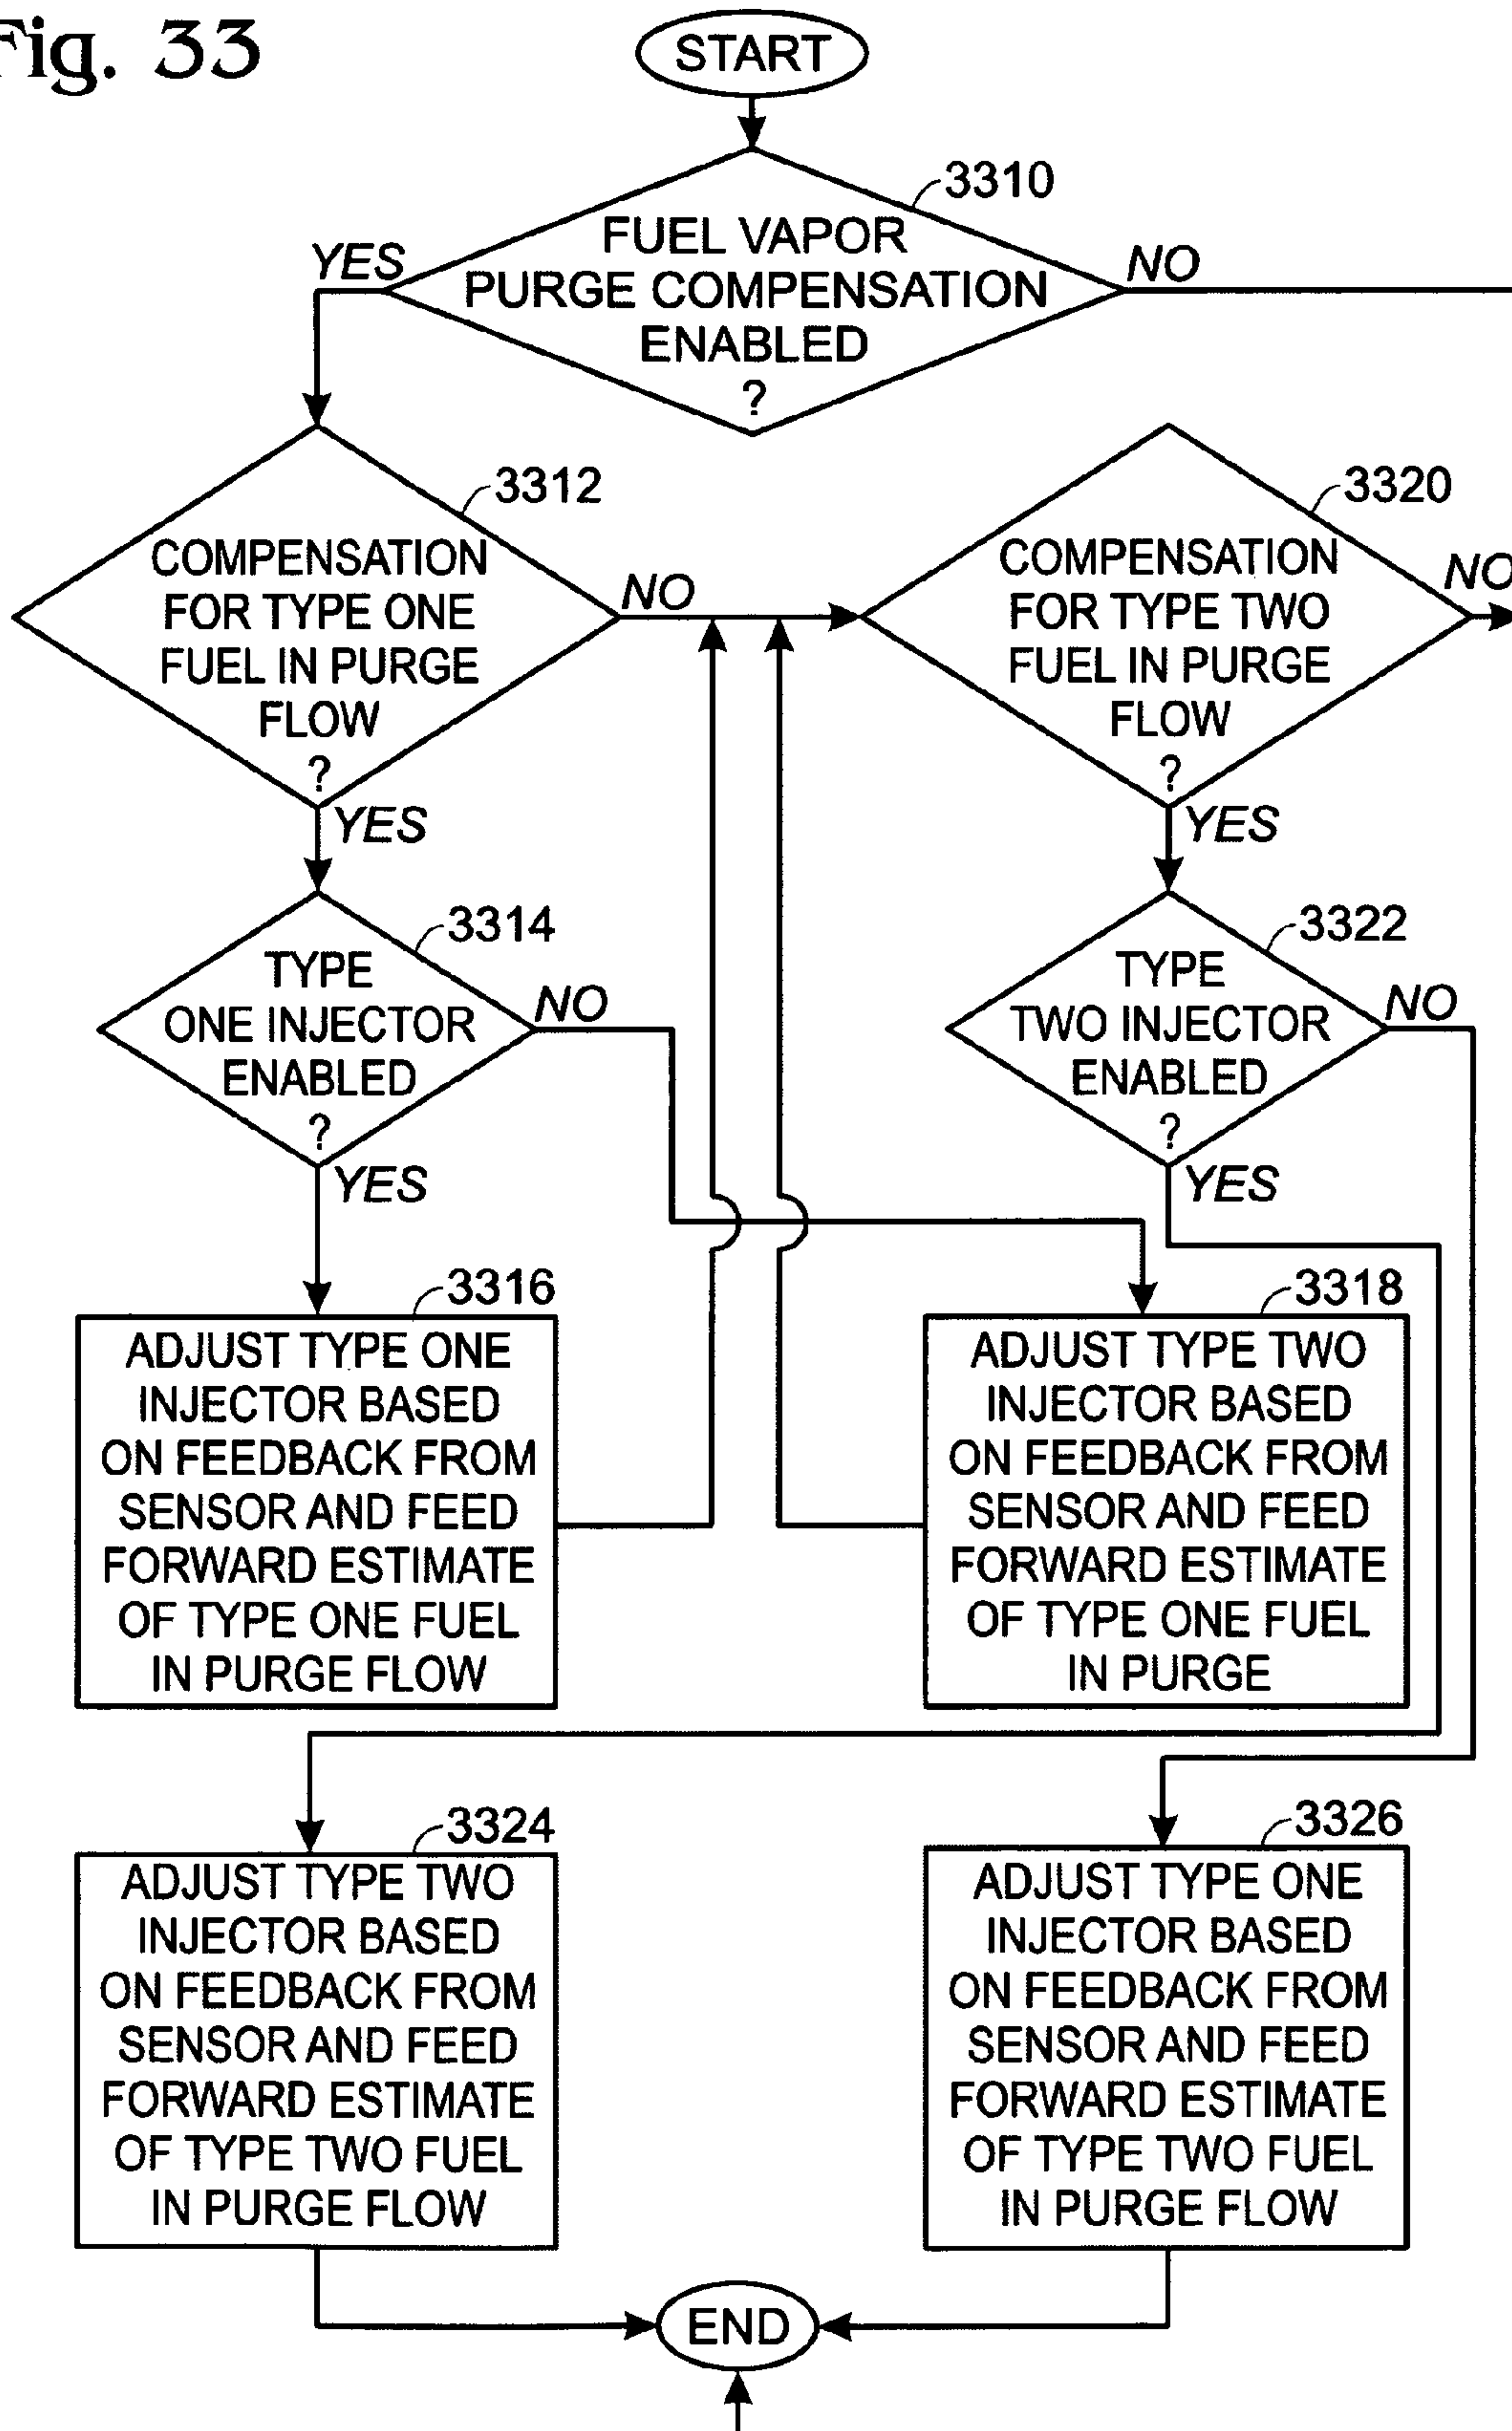 Fig. 33
START
3310
FUEL VAPOR
PURGE COMPENSATION
ENABLED
?
YES
NO
3312
COMPENSATION
FOR TYPE ONE
FUEL IN PURGE
FLOW
?
NO
YES
3320
COMPENSATION
FOR TYPE TWO
FUEL IN PURGE
FLOW
?
NO
YES
3314
TYPE
ONE INJECTOR
ENABLED
?
NO
YES
3322
TYPE
TWO INJECTOR
ENABLED
?
NO
YES
3316
ADJUST TYPE ONE
INJECTOR BASED
ON FEEDBACK FROM
SENSOR AND FEED
FORWARD ESTIMATE
OF TYPE ONE FUEL
IN PURGE FLOW
3318
ADJUST TYPE TWO
INJECTOR BASED
ON FEEDBACK FROM
SENSOR AND FEED
FORWARD ESTIMATE
OF TYPE ONE FUEL
IN PURGE
3324
ADJUST TYPE TWO
INJECTOR BASED
ON FEEDBACK FROM
SENSOR AND FEED
FORWARD ESTIMATE
OF TYPE TWO FUEL
IN PURGE FLOW
3326
ADJUST TYPE ONE
INJECTOR BASED
ON FEEDBACK FROM
SENSOR AND FEED
FORWARD ESTIMATE
OF TYPE TWO FUEL
IN PURGE FLOW
END